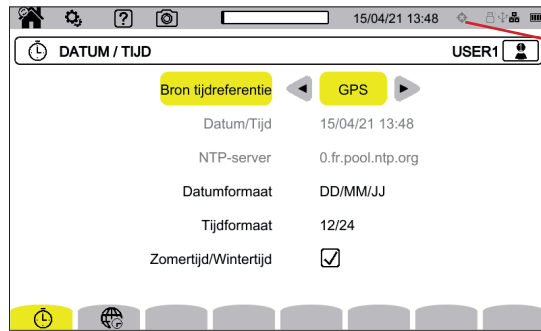 15/04/21 13:48
DATUM / TIJD USER1
Bron tijdreferentie GPS
Datum/Tijd 15/04/21 13:48
NTP-server 0.fr.pool.ntp.org
Datumformaat DD/MM/JJ
Tijdformaat 12/24
Zomertijd/Wintertijd